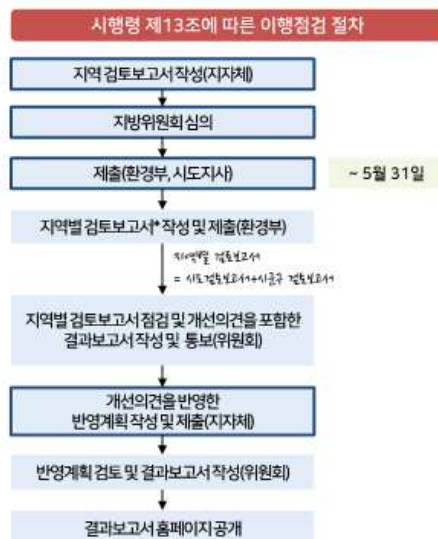 시행령 제13조에 따른 이행점검 절차
지역 검토보고서 작성(지자체)
지방위원회 심의
제출(환경부, 시도지사)
~ 5월 31일
지역별 검토보고서* 작성 및 제출(환경부)
지역별 검토보고서
= 시도검토보고서+시군구 검토보고서
지역별 검토보고서 점검 및 개선의견을 포함한
결과보고서 작성 및 통보(위원회)
개선의견을 반영한
반영계획 작성 및 제출(지자체)
반영계획 검토 및 결과보고서 작성(위원회)
결과보고서 홈페이지 공개